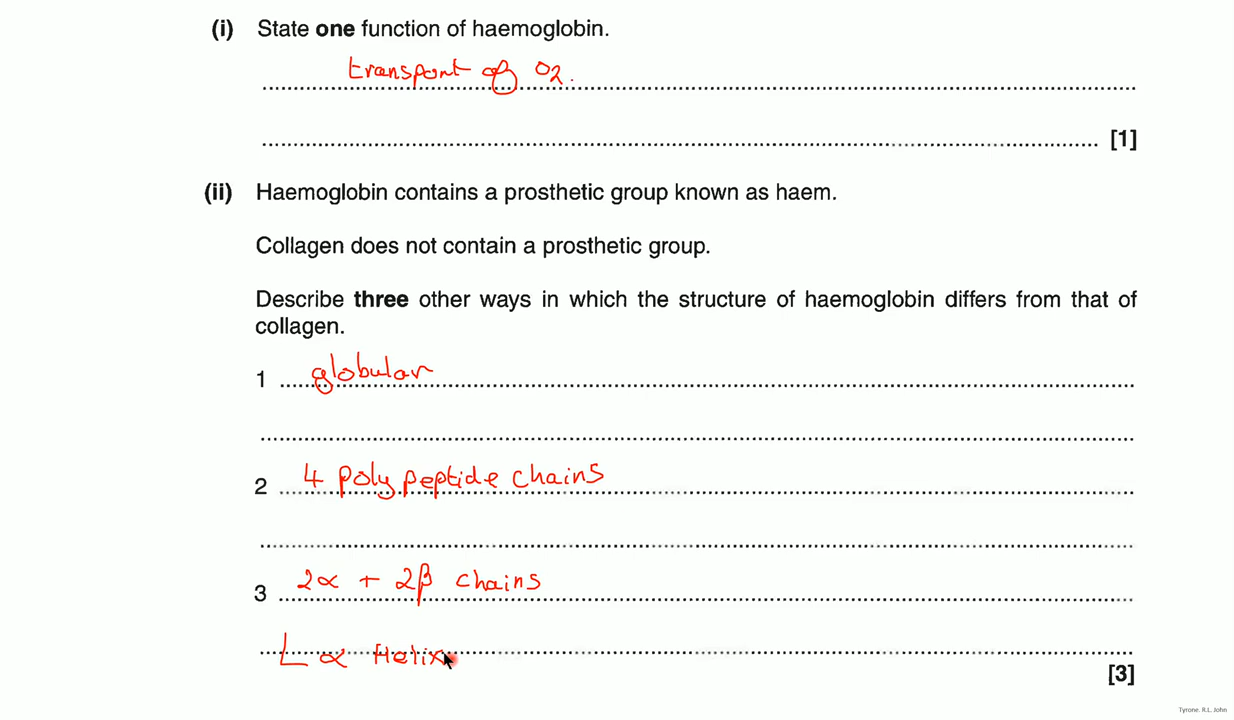 (i) State one function of haemoglobin.
transport of O2.
[1]
(ii) Haemoglobin contains a prosthetic group known as haem.
Collagen does not contain a prosthetic group.
Describe three other ways in which the structure of haemoglobin differs from that of
collagen.
1 globular
2 4 polypeptide chains
3 2α + 2β chains
L α Helix
[3]
Tyrone. R.L. John